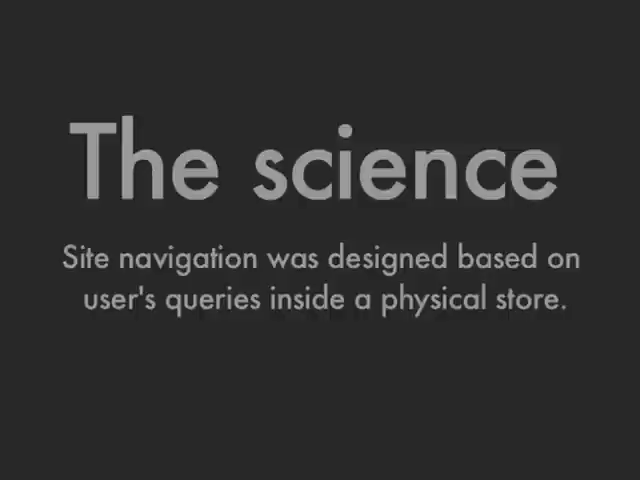 The science
Site navigation was designed based on
user's queries inside a physical store.